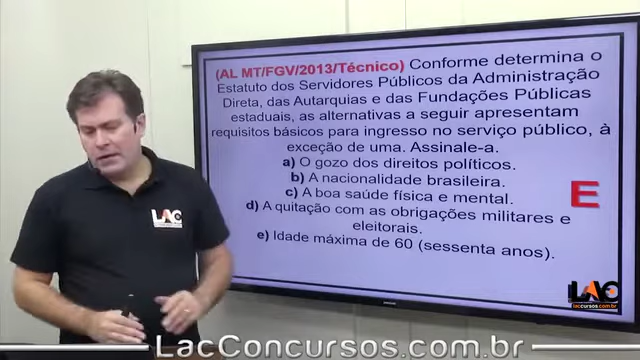 (AL MT/FGV/2013/Técnico) Conforme determina o
Estatuto dos Servidores Públicos da Administração
Direta, das Autarquias e das Fundações Públicas
estaduais, as alternativas a seguir apresentam
requisitos básicos para ingresso no serviço público, à
exceção de uma. Assinale-a.
a) O gozo dos direitos políticos.
b) A nacionalidade brasileira.
c) A boa saúde física e mental.
d) A quitação com as obrigações militares e
eleitorais.
e) Idade máxima de 60 (sessenta anos).
E
LAC
LAC
laccursos.com.br
LacConcursos.com.br